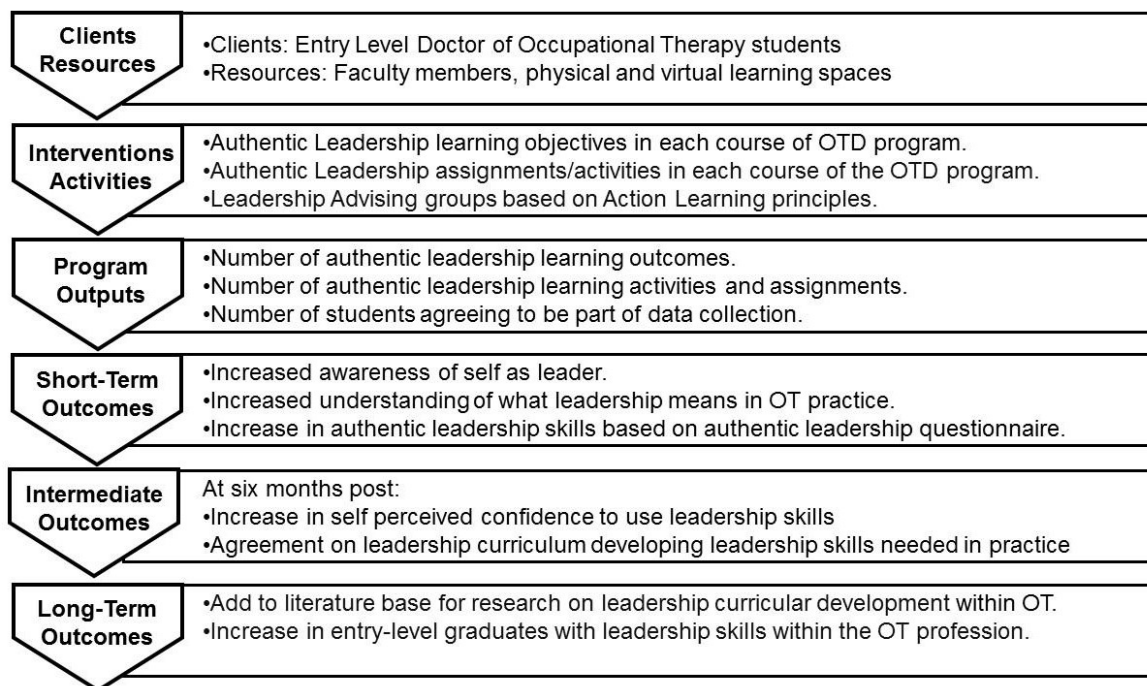 Clients
Resources
•Clients: Entry Level Doctor of Occupational Therapy students
•Resources: Faculty members, physical and virtual learning spaces
Interventions
Activities
•Authentic Leadership learning objectives in each course of OTD program.
•Authentic Leadership assignments/activities in each course of the OTD program.
•Leadership Advising groups based on Action Learning principles.
Program
Outputs
•Number of authentic leadership learning outcomes.
•Number of authentic leadership learning activities and assignments.
•Number of students agreeing to be part of data collection.
Short-Term
Outcomes
•Increased awareness of self as leader.
•Increased understanding of what leadership means in OT practice.
•Increase in authentic leadership skills based on authentic leadership questionnaire.
Intermediate
Outcomes
At six months post:
•Increase in self perceived confidence to use leadership skills
•Agreement on leadership curriculum developing leadership skills needed in practice
Long-Term
Outcomes
•Add to literature base for research on leadership curricular development within OT.
•Increase in entry-level graduates with leadership skills within the OT profession.